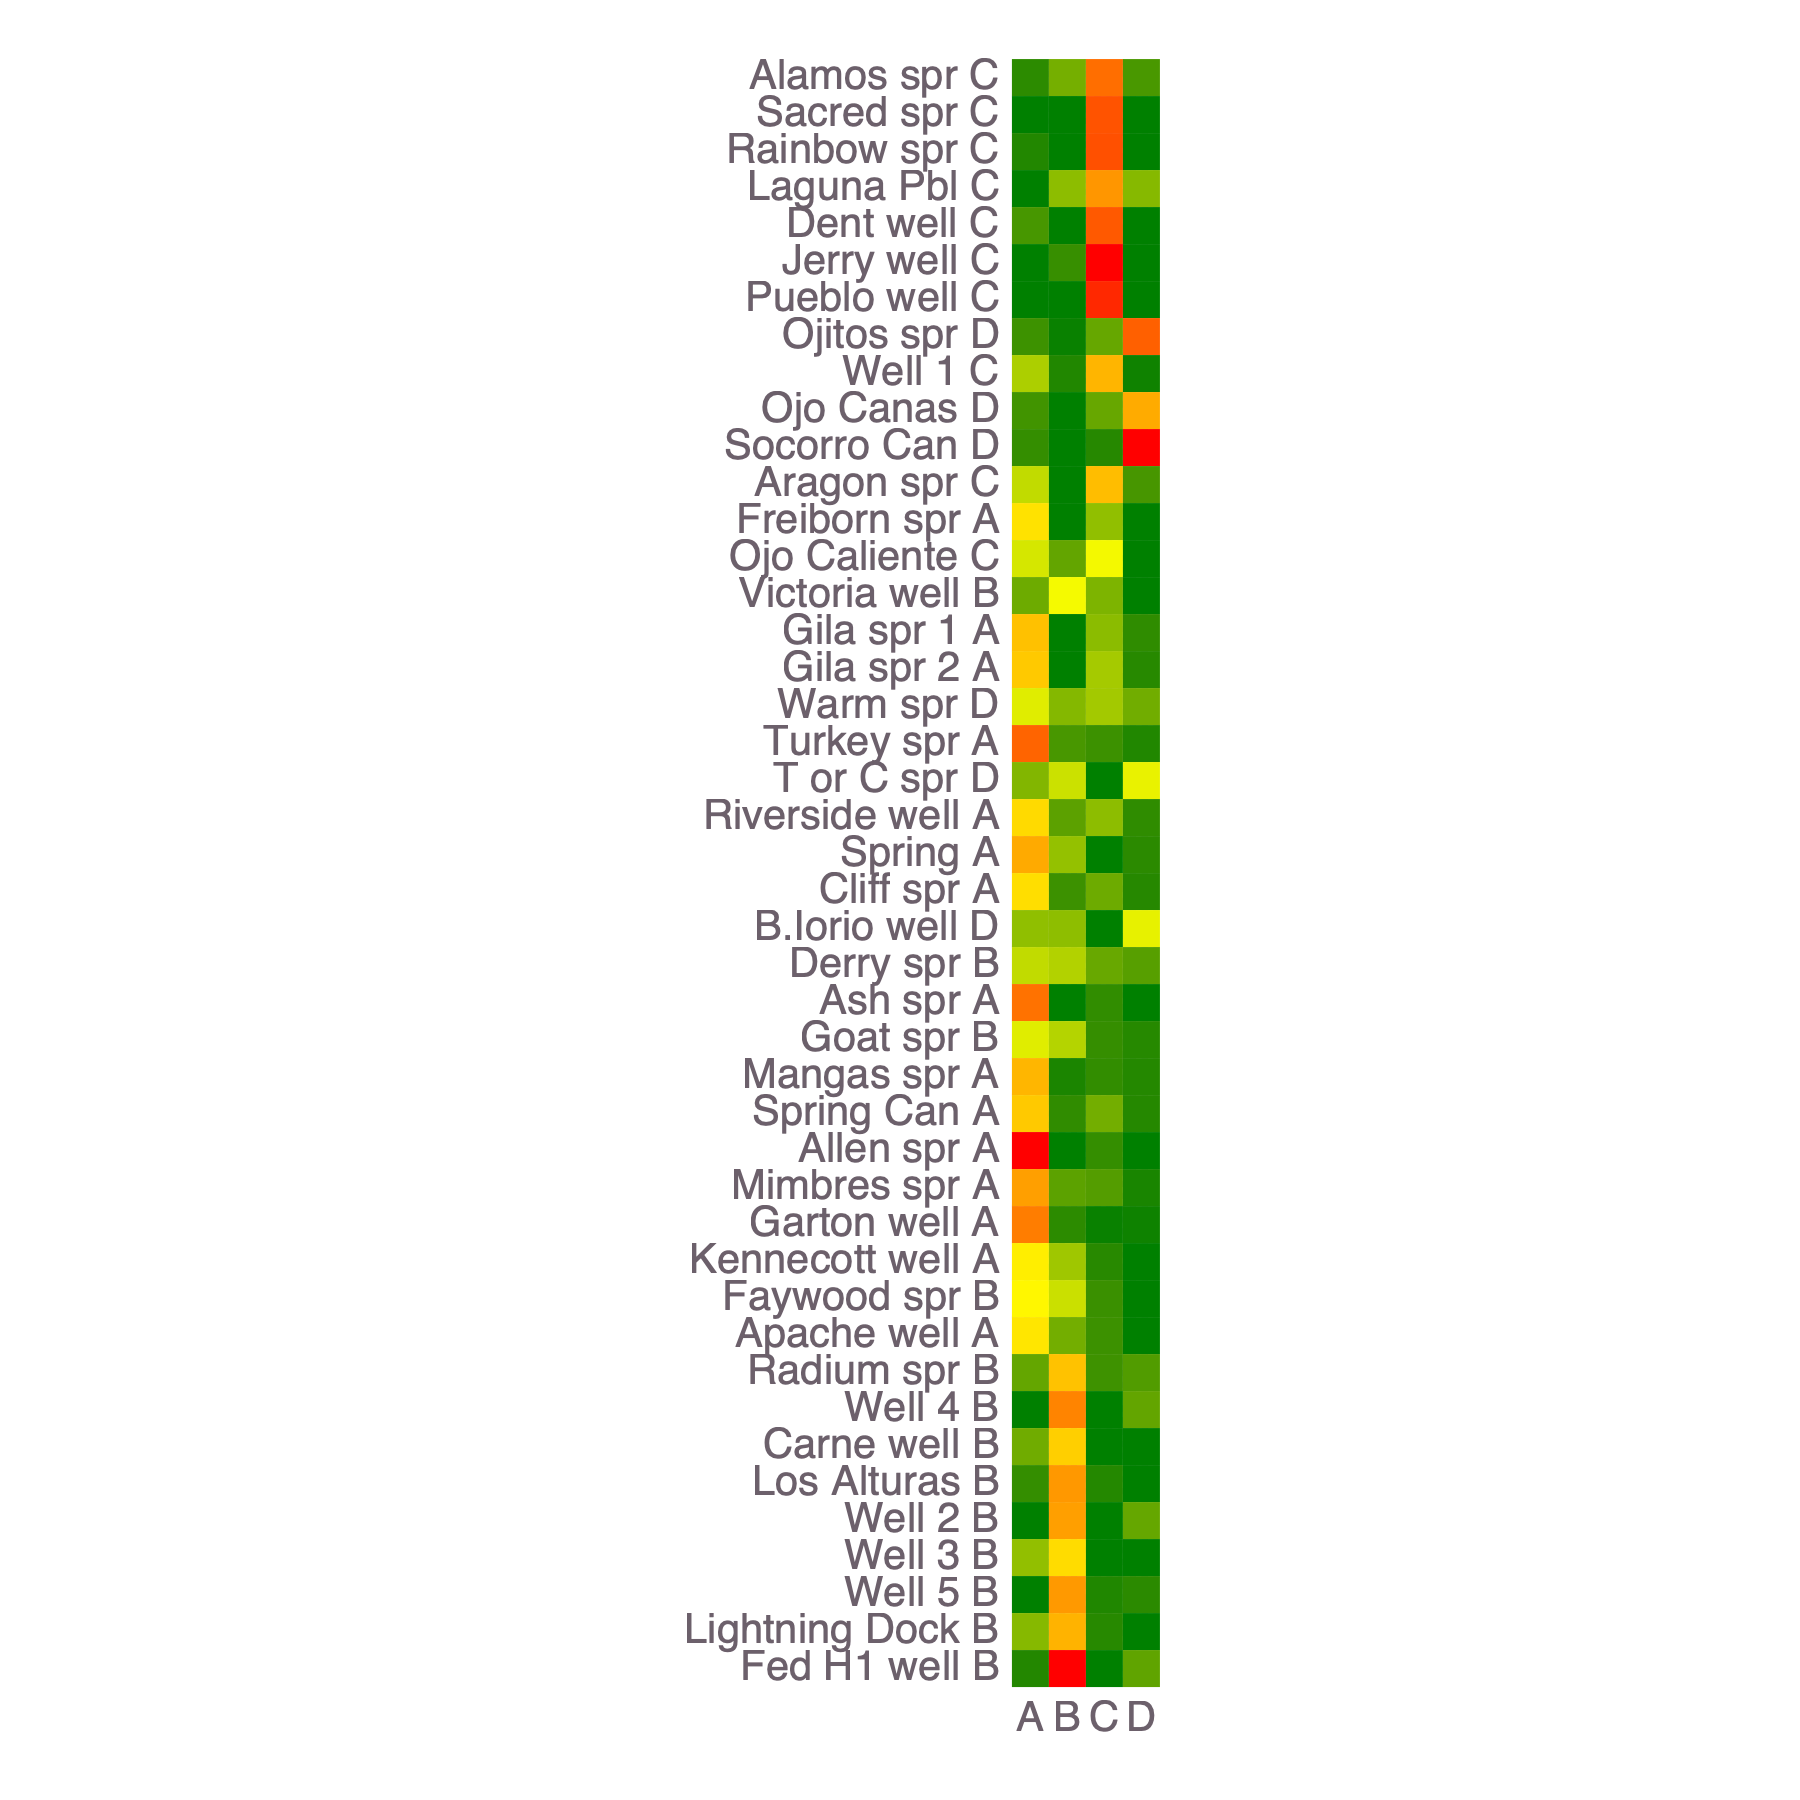 Alamos spr C
Sacred spr C
Rainbow spr C
Laguna Pbl C
Dent well C
Jerry well C
Pueblo well C
Ojitos spr D
Well 1 C
Ojo Canas D
Socorro Can D
Aragon spr C
Freiborn spr A
Ojo Caliente C
Victoria well B
Gila spr 1 A
Gila spr 2 A
Warm spr D
Turkey spr A
T or C spr D
Riverside well A
Spring A
Cliff spr A
B.Iorio well D
Derry spr B
Ash spr A
Goat spr B
Mangas spr A
Spring Can A
Allen spr A
Mimbres spr A
Garton well A
Kennecott well A
Faywood spr B
Apache well A
Radium spr B
Well 4 B
Carne well B
Los Alturas B
Well 2 B
Well 3 B
Well 5 B
Lightning Dock B
Fed H1 well B
A B C D